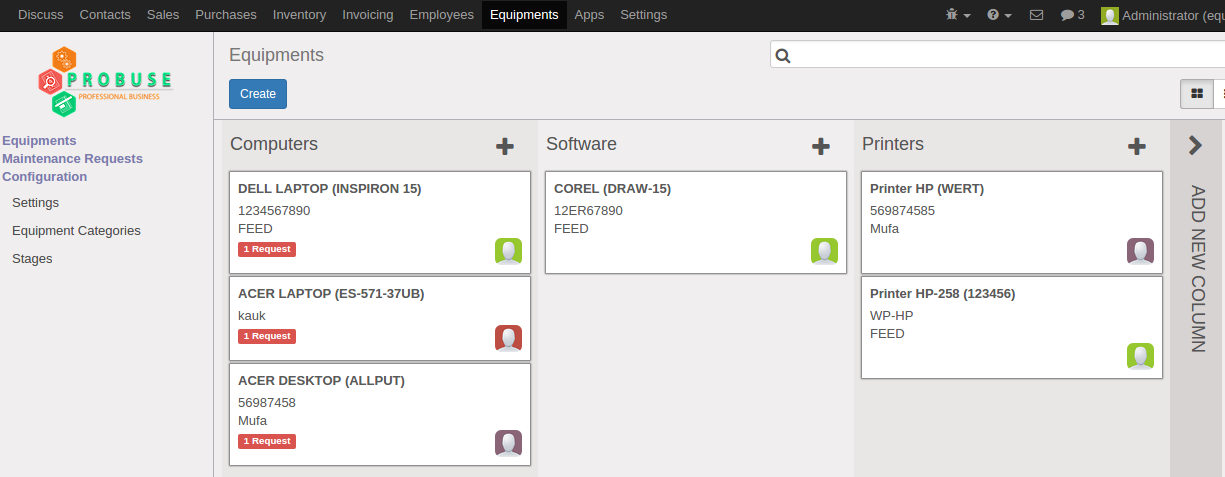 Discuss Contacts Sales Purchases Inventory Invoicing Employees Equipments Apps Settings 3 Administrator (equ
PROBUSE
PROFESSIONAL BUSINESS
Equipments
Maintenance Requests
Configuration
Settings
Equipment Categories
Stages
Equipments
Create
Computers
DELL LAPTOP (INSPIRON 15)
1234567890
FEED
1 Request
ACER LAPTOP (ES-571-37UB)
kauk
1 Request
ACER DESKTOP (ALLPUT)
56987458
Mufa
1 Request
Software
COREL (DRAW-15)
12ER67890
FEED
Printers
Printer HP (WERT)
569874585
Mufa
Printer HP-258 (123456)
WP-HP
FEED
ADD NEW COLUMN